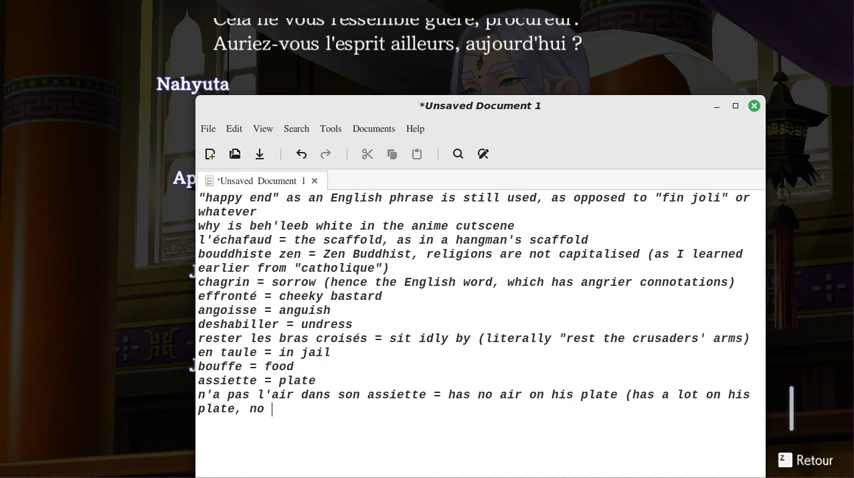 Cela ne vous ressemble guère, procureur.
Auriez-vous l'esprit ailleurs, aujourd'hui ?
Nahyuta
*Unsaved Document 1
File Edit View Search Tools Documents Help
*Unsaved Document 1
Ap
"happy end" as an English phrase is still used, as opposed to "fin joli" or
whatever
why is beh'leeb white in the anime cutscene
l'échafaud = the scaffold, as in a hangman's scaffold
bouddhiste zen = Zen Buddhist, religions are not capitalised (as I learned
earlier from "catholique")
chagrin = sorrow (hence the English word, which has angrier connotations)
effronté = cheeky bastard
angoisse = anguish
deshabiller = undress
rester les bras croisés = sit idly by (literally "rest the crusaders' arms)
en taule = in jail
bouffe = food
assiette = plate
n'a pas l'air dans son assiette = has no air on his plate (has a lot on his
plate, no
Z Retour